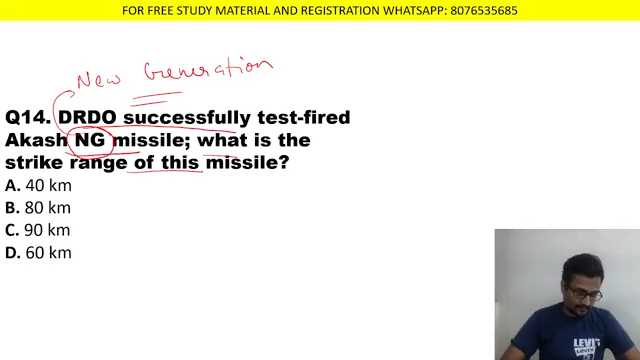 FOR FREE STUDY MATERIAL AND REGISTRATION WHATSAPP: 8076535685
New Generation
Q14. DRDO successfully test-fired
Akash NG missile; what is the
strike range of this missile?
A. 40 km
B. 80 km
C. 90 km
D. 60 km
LEVI'S